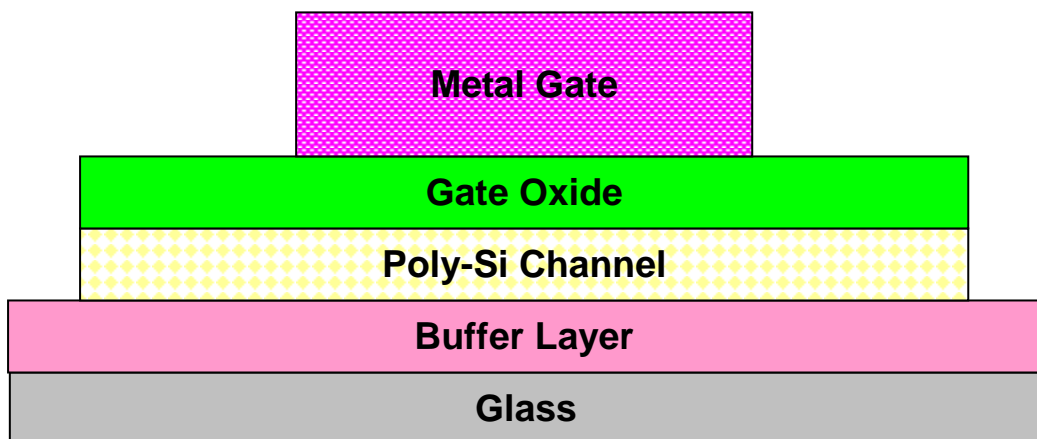 Metal Gate
Gate Oxide
Poly-Si Channel
Buffer Layer
Glass